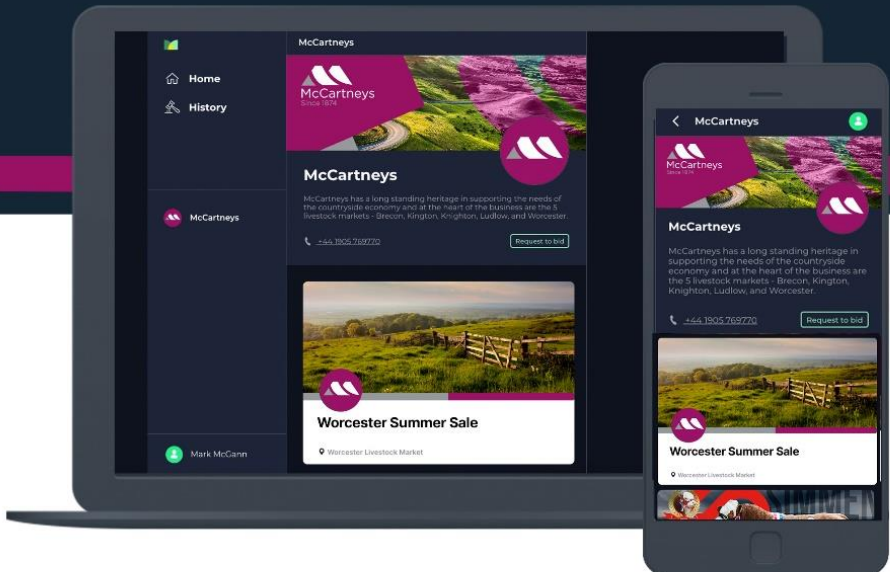 McCartneys
Home
History
McCartneys
Since 1874
McCartneys
McCartneys has a long standing heritage in supporting the needs of
the countryside economy and at the heart of the business are the 5
livestock markets - Brecon, Kington, Knighton, Ludlow, and Worcester.
+44 1905 769770
Request to bid
McCartneys
Worcester Summer Sale
Worcester Livestock Market
Mark McGann
McCartneys
McCartneys
Since 1874
McCartneys
McCartneys has a long standing heritage in
supporting the needs of the countryside
economy and at the heart of the business are
the 5 livestock markets - Brecon, Kington,
Knighton, Ludlow, and Worcester.
+44 1905 769770
Request to bid
Worcester Summer Sale
Worcester Livestock Market